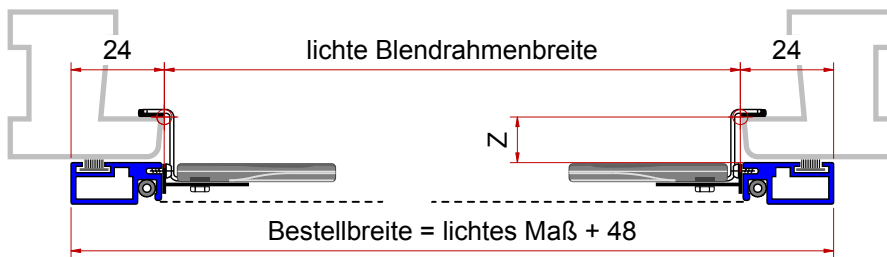 24
lichte Blendrahmenbreite
24
Z
Bestellbreite = lichtes Maß + 48